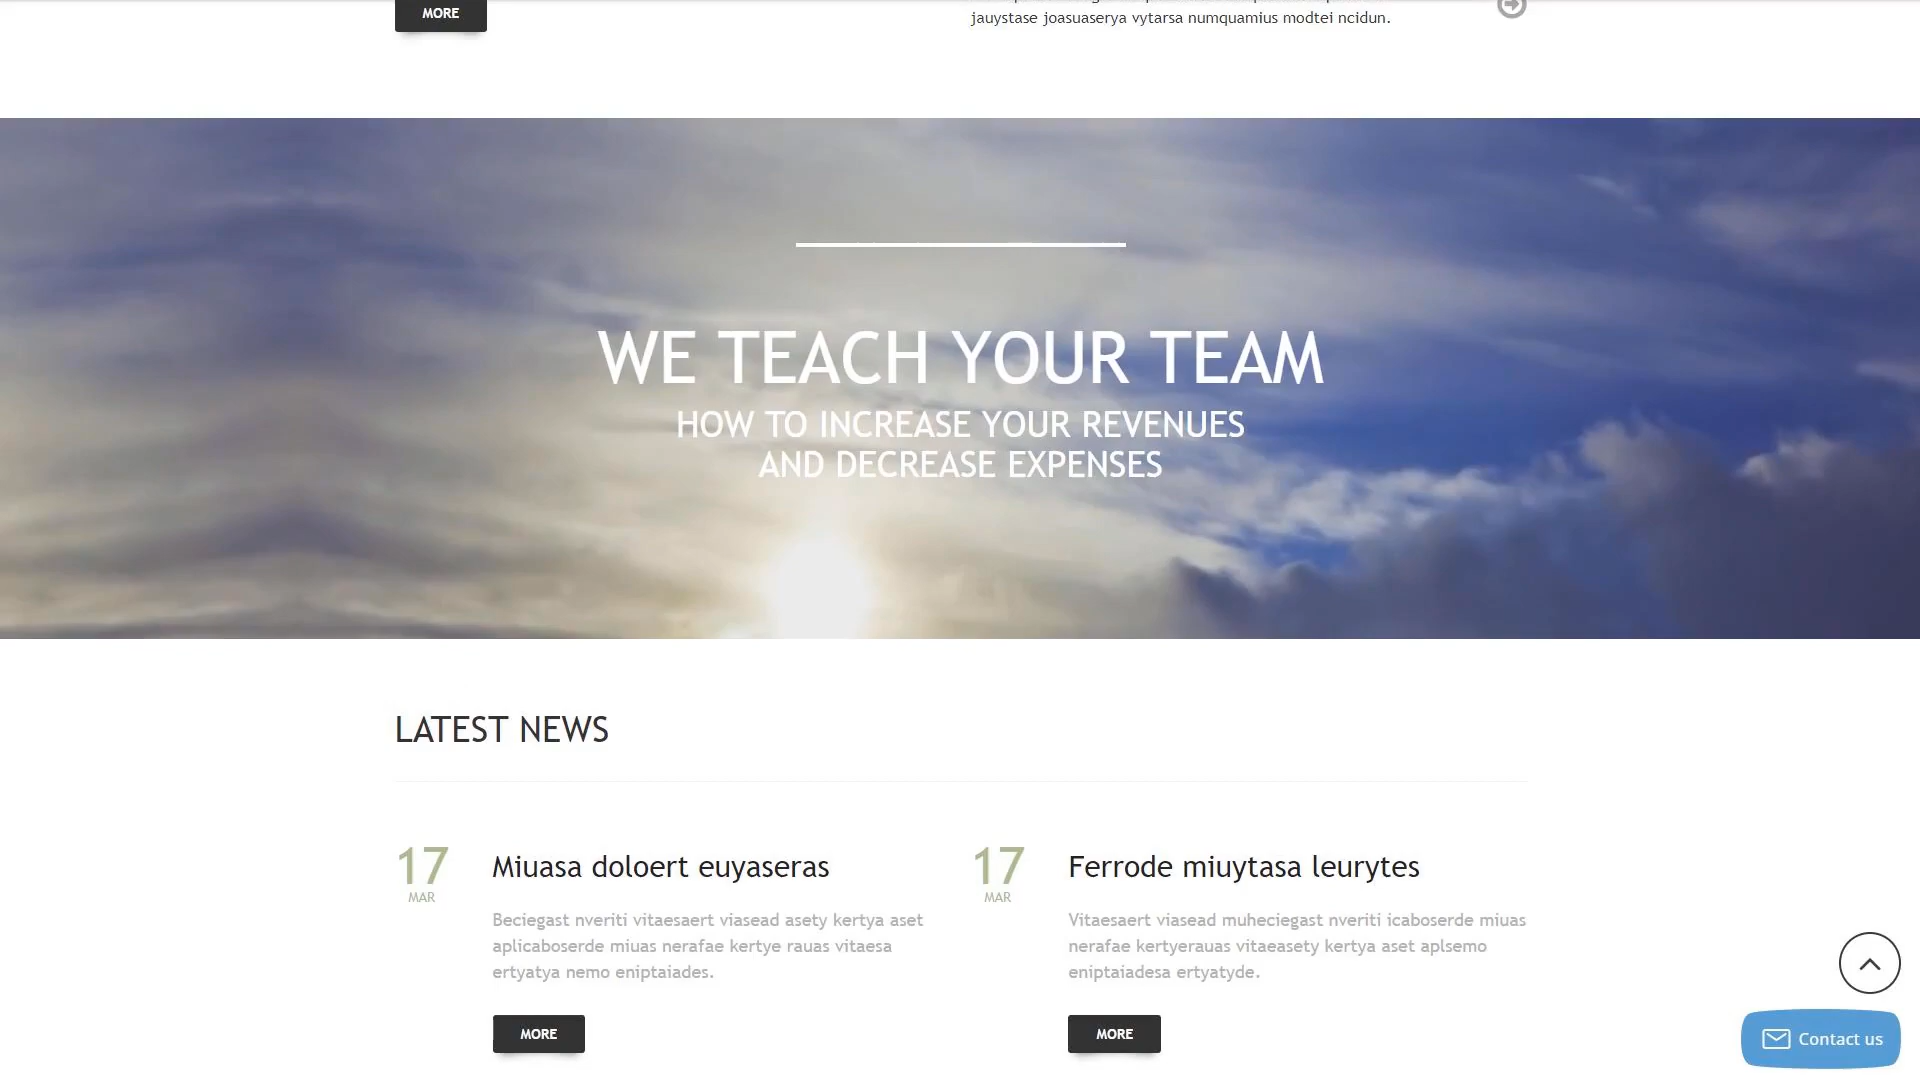 MORE
jauystase joasuaserya vytarsa numquamius modtei ncidun.
WE TEACH YOUR TEAM
HOW TO INCREASE YOUR REVENUES
AND DECREASE EXPENSES
LATEST NEWS
17
MAR
Miuasa doloert euyaseras
Beciegast nveriti vitaesaert viasead asety kertya aset
aplicaboserde miuas nerafae kertye rauas vitaesa
ertyatya nemo eniptaiades.
MORE
17
MAR
Ferrode miuytasa leurytes
Vitaesaert viasead muheciegast nveriti icaboserde miuas
nerafae kertyerauas vitaeasety kertya aset aplsemo
eniptaiadesa ertyatyde.
MORE
Contact us